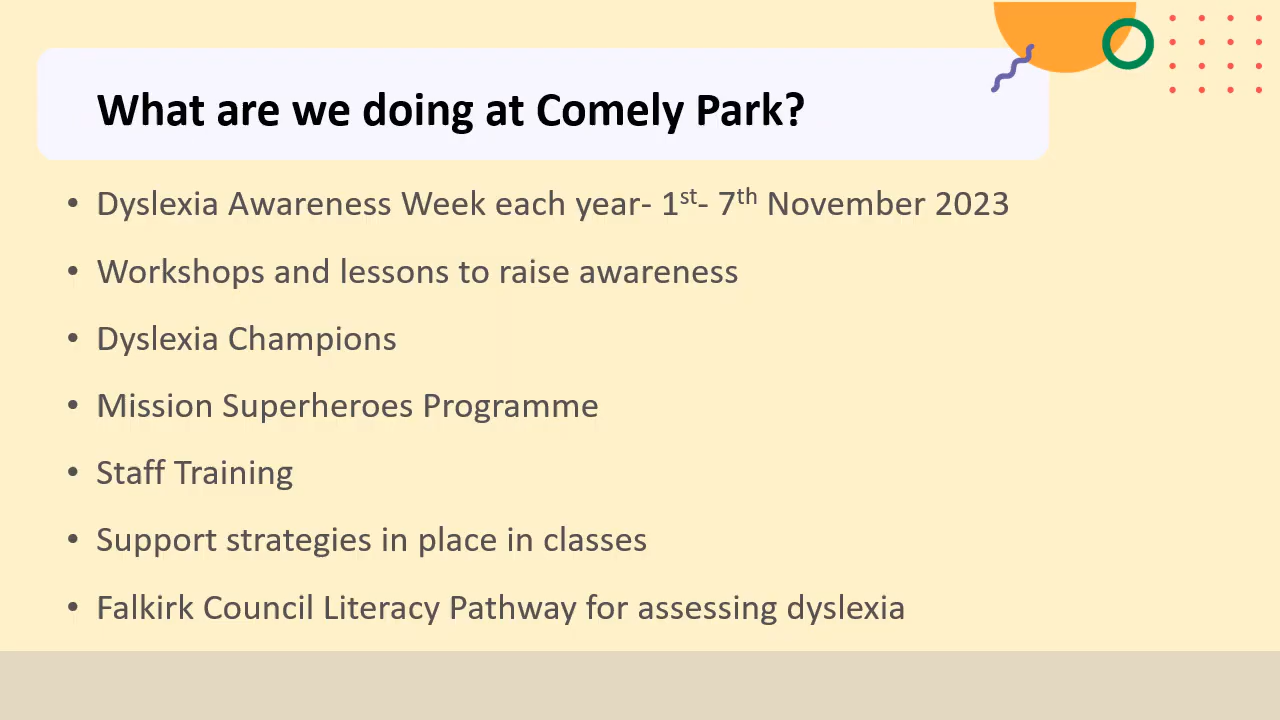 What are we doing at Comely Park?
• Dyslexia Awareness Week each year- 1st- 7th November 2023
• Workshops and lessons to raise awareness
• Dyslexia Champions
• Mission Superheroes Programme
• Staff Training
• Support strategies in place in classes
• Falkirk Council Literacy Pathway for assessing dyslexia